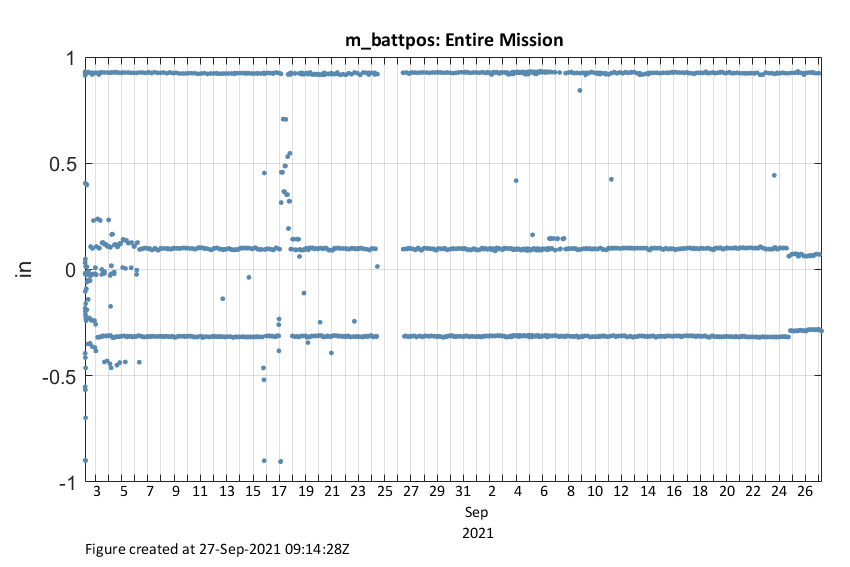 m_battpos: Entire Mission
1
0.5
0
-0.5
-1
in
3 5 7 9 11 13 15 17 19 21 23 25 27 29 31 2 4 6 8 10 12 14 16 18 20 22 24 26
Sep
2021
Figure created at 27-Sep-2021 09:14:28Z